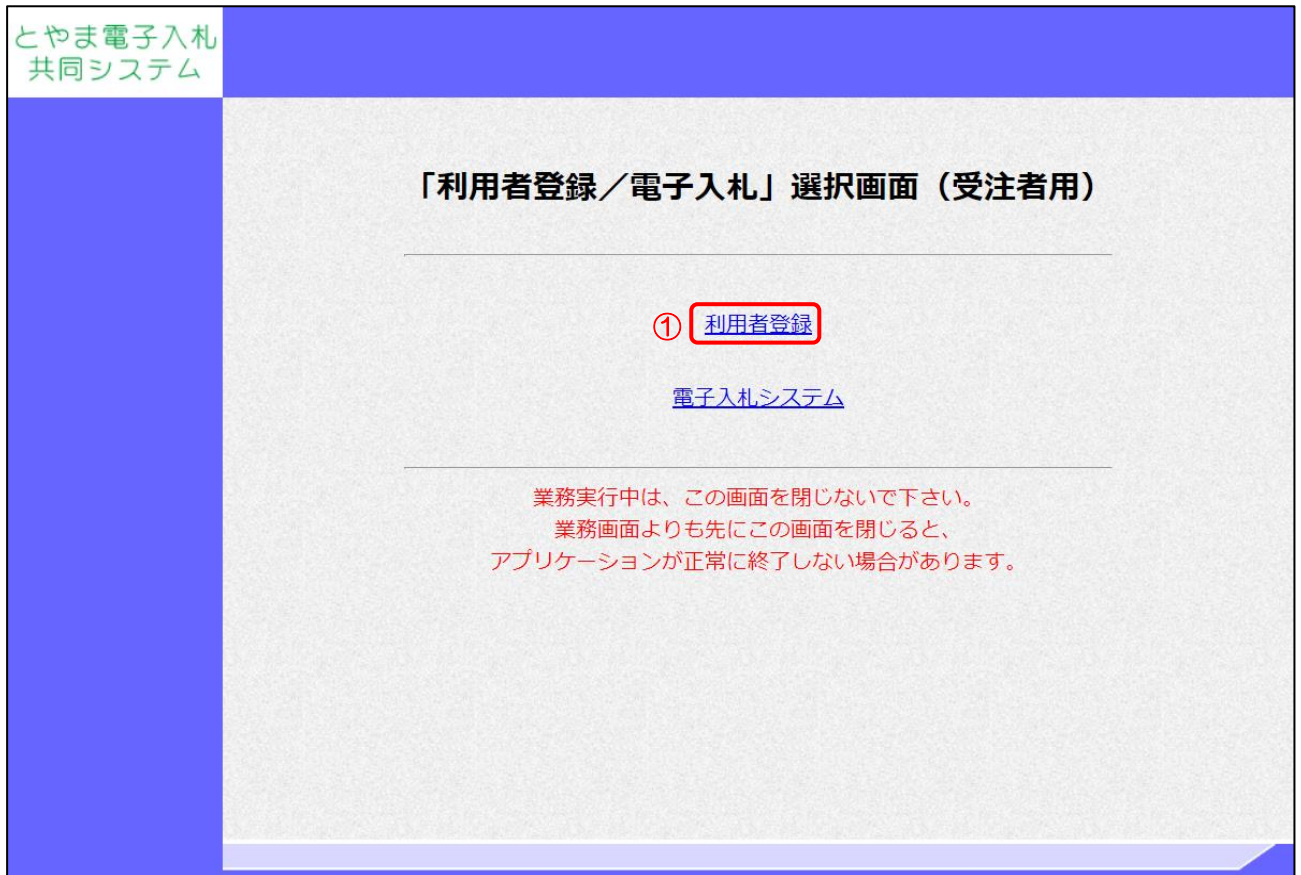 とやま電子入札
共同システム
「利用者登録／電子入札」選択画面（受注者用）
① 利用者登録
電子入札システム
業務実行中は、この画面を閉じないで下さい。
業務画面よりも先にこの画面を閉じると、
アプリケーションが正常に終了しない場合があります。